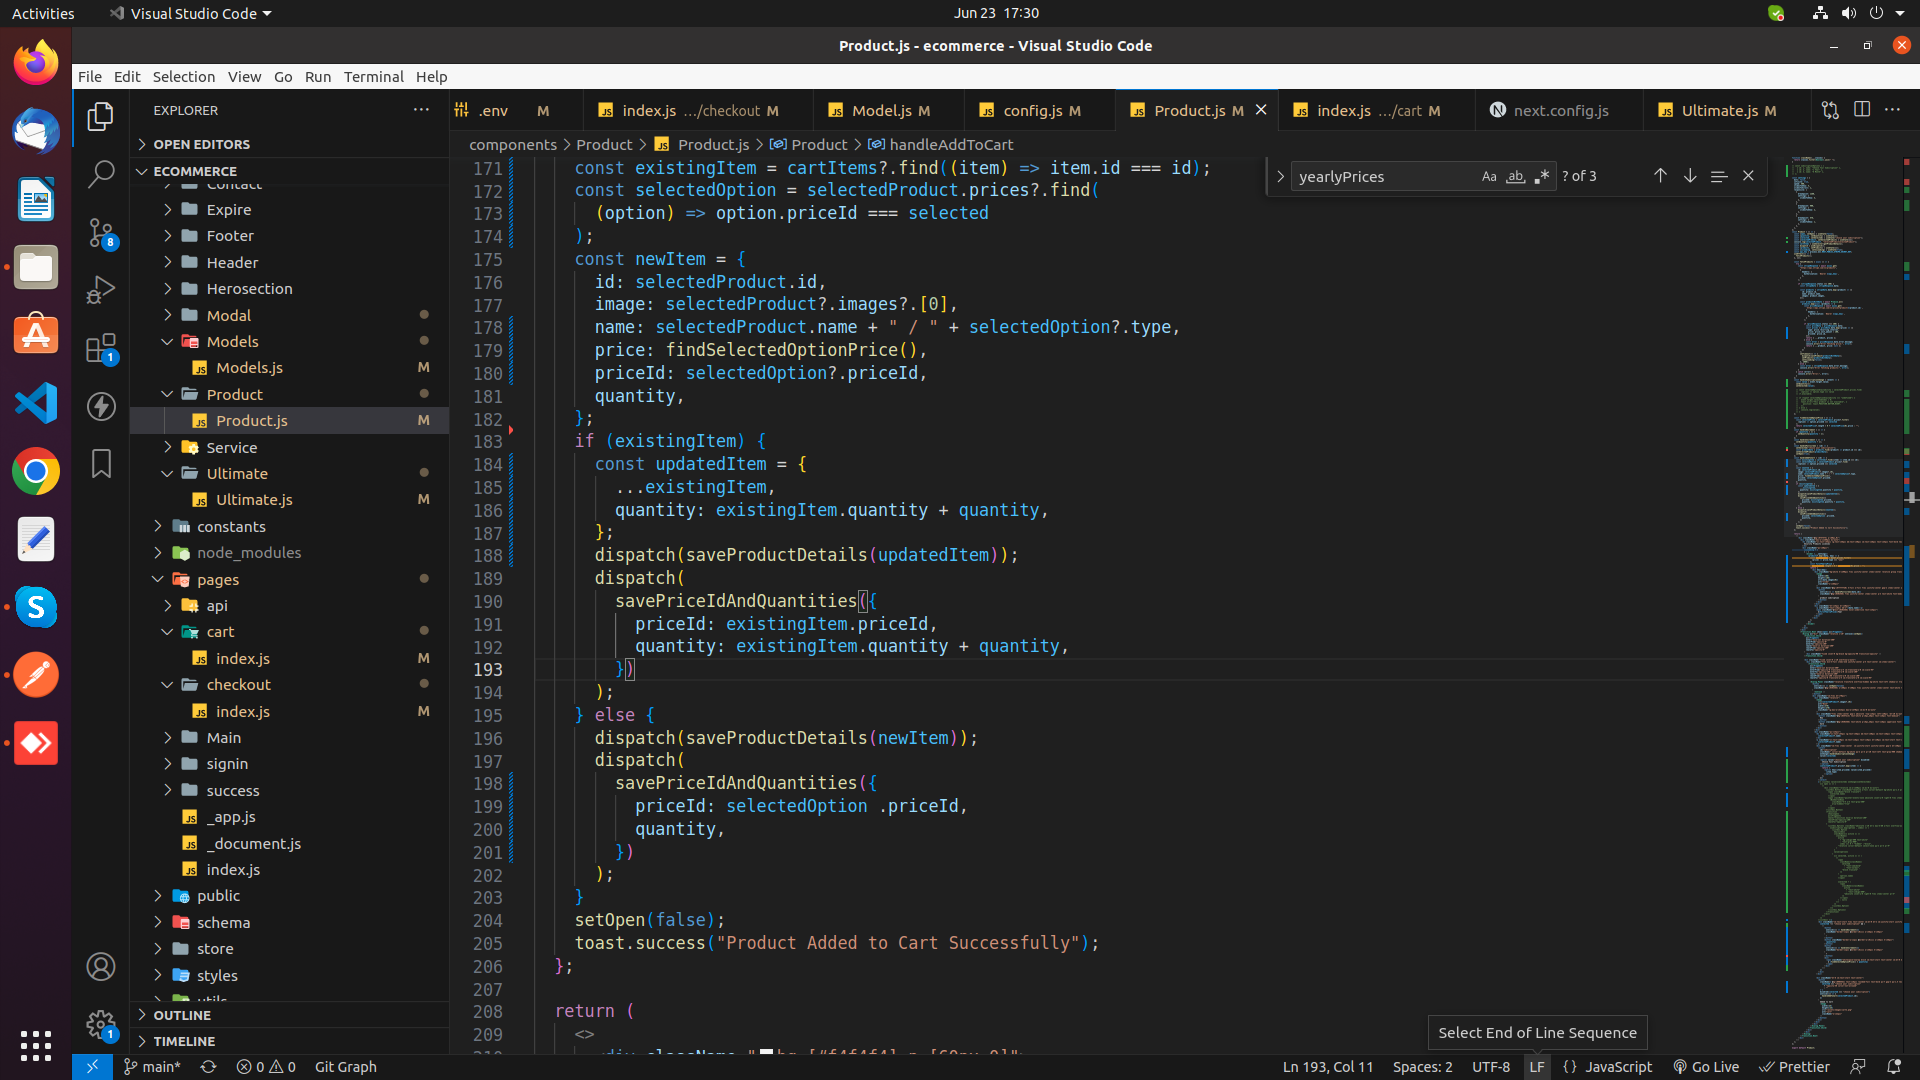 Activities
Visual Studio Code
Jun 23 17:30
Product.js - ecommerce - Visual Studio Code
File Edit Selection View Go Run Terminal Help
EXPLORER
.env M
index.js .../checkout M
Model.js M
config.js M
Product.js M
index.js .../cart M
next.config.js
Ultimate.js M
components > Product > Product.js > Product > handleAddToCart
yearlyPrices
Aa ab .* ? of 3
OPEN EDITORS
ECOMMERCE
Contact
Expire
Footer
Header
Herosection
Modal
Models
Models.js M
Product
Product.js M
Service
Ultimate
Ultimate.js M
constants
node_modules
pages
api
cart
index.js M
checkout
index.js M
Main
signin
success
_app.js
_document.js
index.js
public
schema
store
styles
utils
OUTLINE
TIMELINE
8
1
1
171 const existingItem = cartItems?.find((item) => item.id === id);
172 const selectedOption = selectedProduct.prices?.find(
173 (option) => option.priceId === selected
174 );
175 const newItem = {
176 id: selectedProduct.id,
177 image: selectedProduct?.images?.[0],
178 name: selectedProduct.name + " / " + selectedOption?.type,
179 price: findSelectedOptionPrice(),
180 priceId: selectedOption?.priceId,
181 quantity,
182 };
183 if (existingItem) {
184 const updatedItem = {
185 ...existingItem,
186 quantity: existingItem.quantity + quantity,
187 };
188 dispatch(saveProductDetails(updatedItem));
189 dispatch(
190 savePriceIdAndQuantities({
191 priceId: existingItem.priceId,
192 quantity: existingItem.quantity + quantity,
193 })
194 );
195 } else {
196 dispatch(saveProductDetails(newItem));
197 dispatch(
198 savePriceIdAndQuantities({
199 priceId: selectedOption .priceId,
200 quantity,
201 })
202 );
203 }
204 setOpen(false);
205 toast.success("Product Added to Cart Successfully");
206 };
207
208 return (
209 <>
210 <div className="bg-[#f4f4f4] p-[60px_0]">
Select End of Line Sequence
main*
0 0
Git Graph
Ln 193, Col 11
Spaces: 2
UTF-8
LF
{} JavaScript
Go Live
Prettier